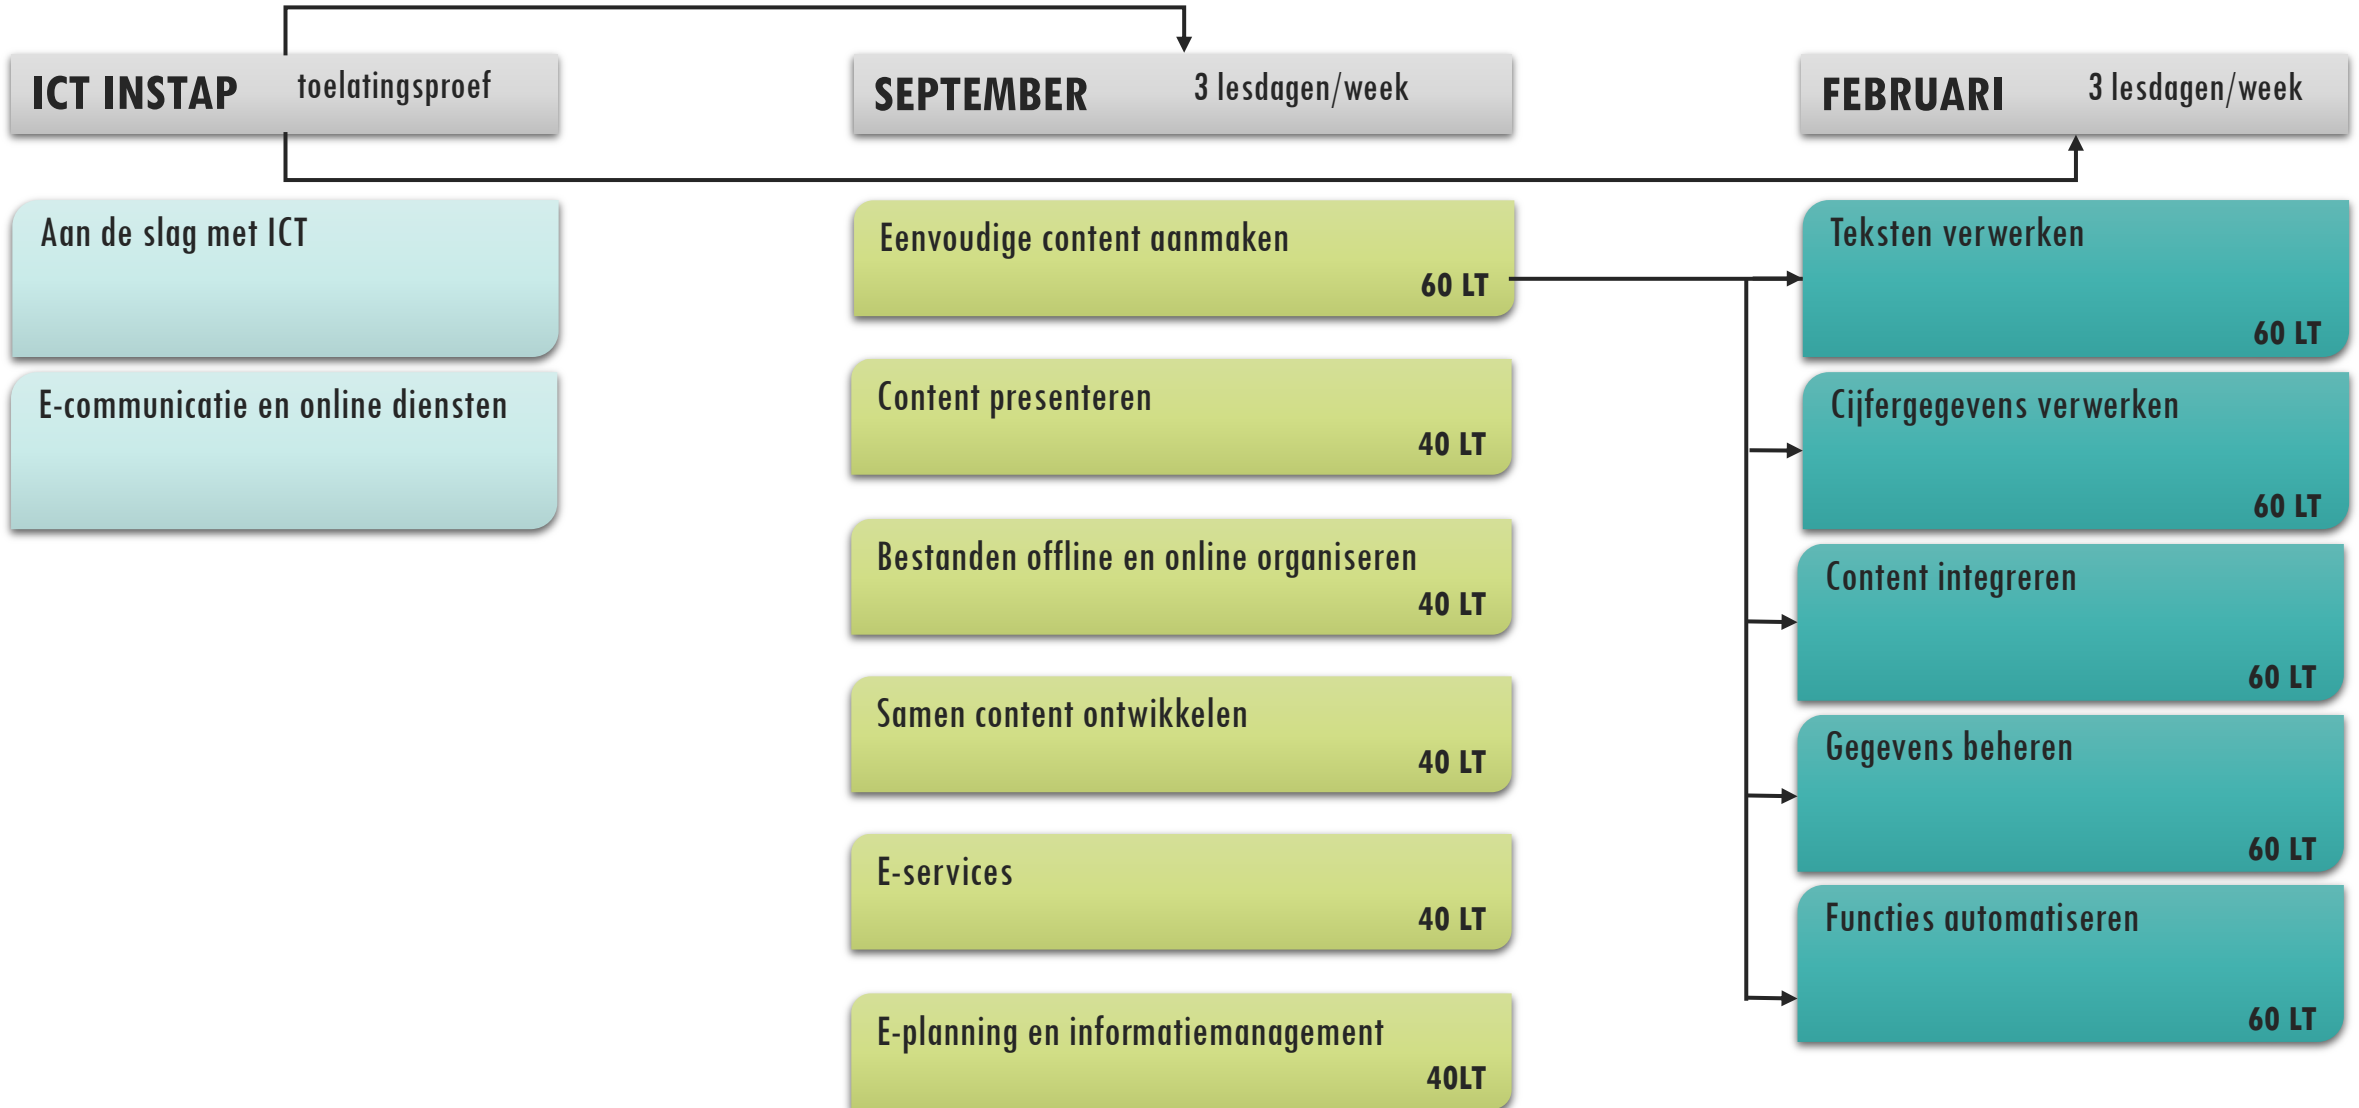 ICT INSTAP toelatingsproef
Aan de slag met ICT
E-communicatie en online diensten
SEPTEMBER 3 lesdagen/week
Eenvoudige content aanmaken
60 LT
Content presenteren
40 LT
Bestanden offline en online organiseren
40 LT
Samen content ontwikkelen
40 LT
E-services
40 LT
E-planning en informatiemanagement
40LT
FEBRUARI 3 lesdagen/week
Teksten verwerken
60 LT
Cijfergegevens verwerken
60 LT
Content integreren
60 LT
Gegevens beheren
60 LT
Functies automatiseren
60 LT